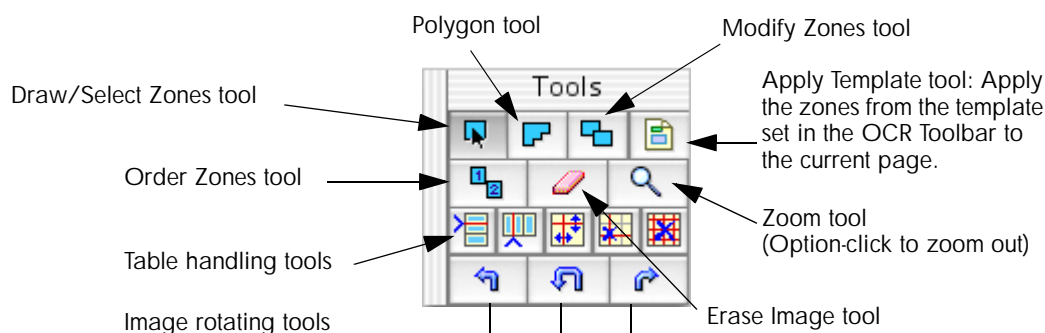 Polygon tool
Modify Zones tool
Draw/Select Zones tool
Tools
Apply Template tool: Apply
the zones from the template
set in the OCR Toolbar to
the current page.
Order Zones tool
1
2
Zoom tool
(Option-click to zoom out)
Table handling tools
Erase Image tool
Image rotating tools